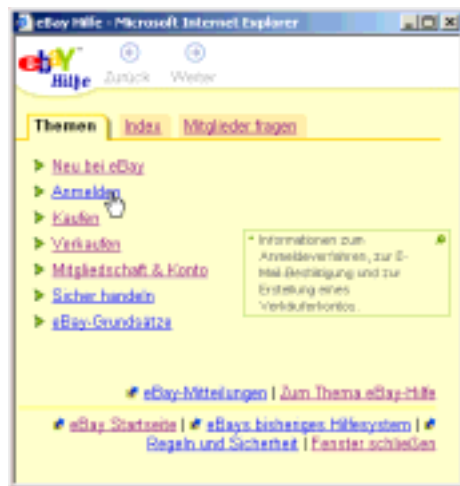 eBay Hilfe - Microsoft Internet Explorer
ebY
Hilfe
Zurück Weiter
Themen Index Mitglieder fragen
Neu bei eBay
Anmelden
Kaufen
Verkaufen
Mitgliedschaft & Konto
Sicher handeln
eBay-Grundsätze
* Informationen zum
Anmeldeverfahren, zur E-
Mail-Bestätigung und zur
Erstellung eines
Verkäuferkontos.
eBay-Mitteilungen | Zum Thema eBay-Hilfe
eBay Startseite | eBays bisheriges Hilfesystem |
Regeln und Sicherheit | Fenster schließen